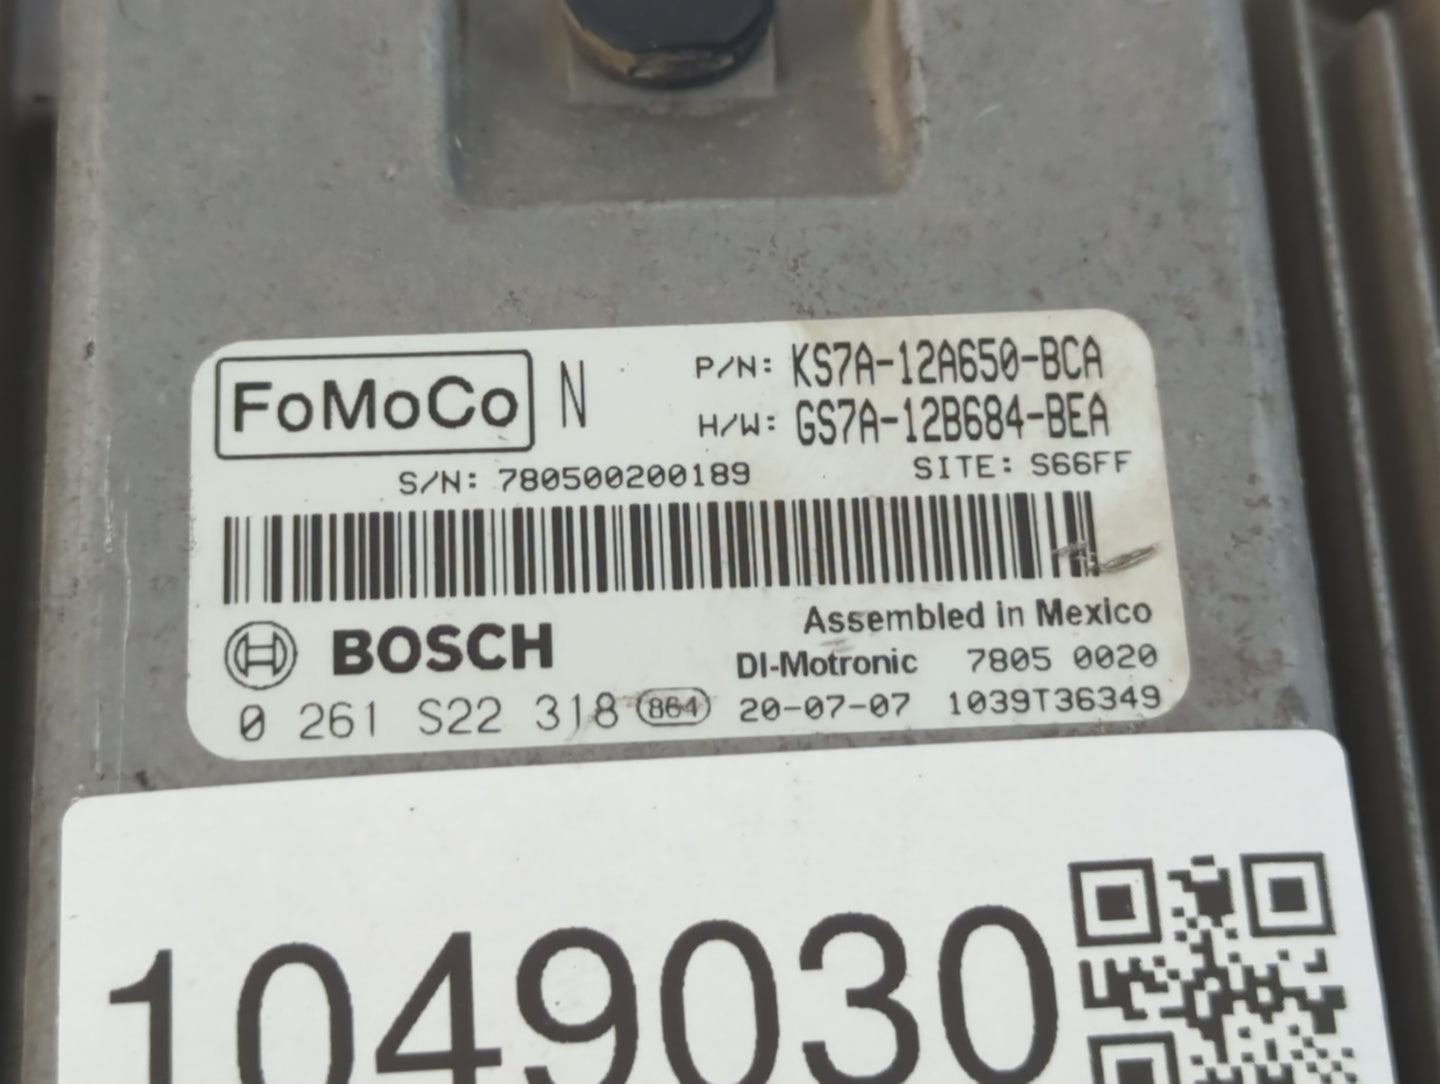 FoMoCo N P/N: KS7A-12A650-BCA
H/W: GS7A-12B684-BEA
S/N: 780500200189 SITE: S66FF
Assembled in Mexico
BOSCH DI-Motronic 7805 0020
0 261 S22 318 864 20-07-07 1039T36349
1049030